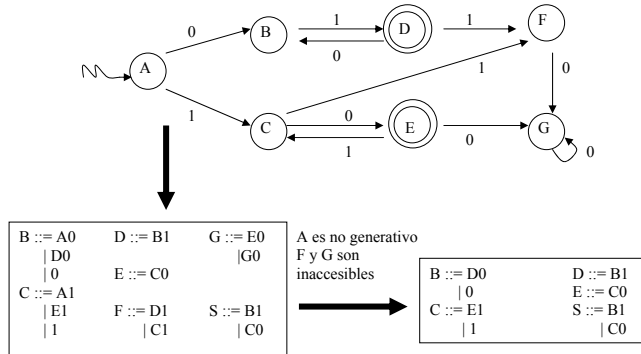 B 1 D 1 F
0 0
A 1 0
1 C 0 E G
1 0 0
B ::= A0 D ::= B1 G ::= E0
| D0 |G0
| 0 E ::= C0
C ::= A1
| E1 F ::= D1 S ::= B1
| 1 | C1 | C0
A es no generativo
F y G son
inaccesibles
B ::= D0 D ::= B1
| 0 E ::= C0
C ::= E1 S ::= B1
| 1 | C0